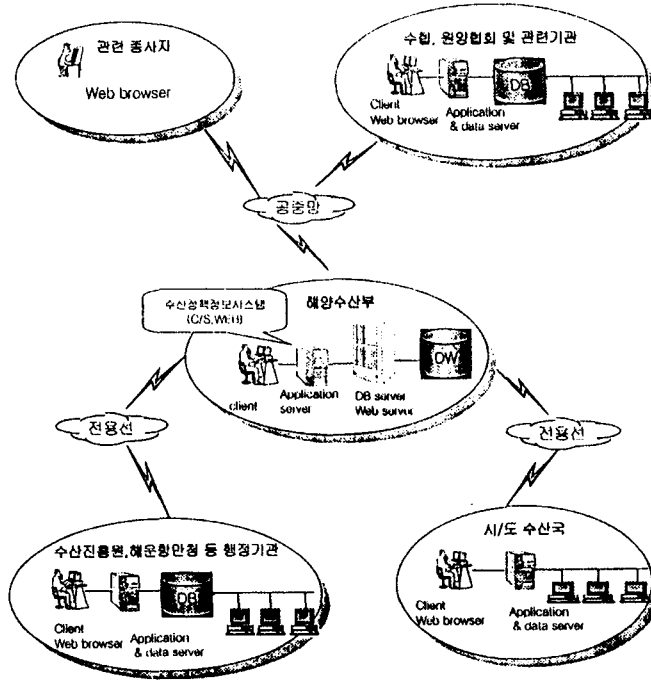 관련 종사자
Web browser
수협, 원양협회 및 관련기관
DB
Client
Web browser
Application
& data server
공중망
수산정책정보시스템
(C/S,WEB)
해양수산부
DW
client
Application
server
DB server
Web server
전용선
전용선
수산진흥원,해운항만청 등 행정기관
DB
Client
Web browser
Application
& data server
시/도 수산국
Client
Web browser
Application
& data server